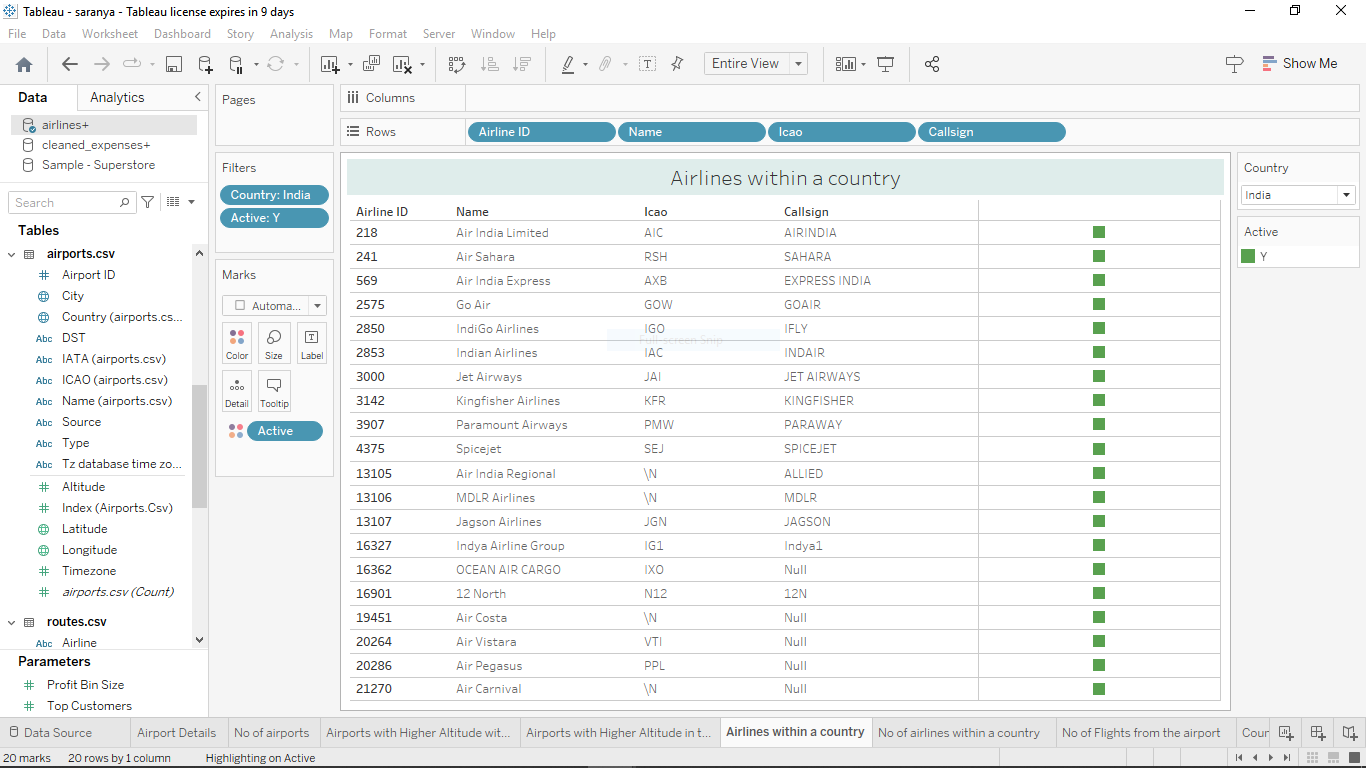 Tableau - saranya - Tableau license expires in 9 days
File Data Worksheet Dashboard Story Analysis Map Format Server Window Help
Entire View
Show Me
Data Analytics
airlines+
cleaned_expenses+
Sample - Superstore
Search
Tables
airports.csv
Airport ID
City
Country (airports.cs...
Abc DST
Abc IATA (airports.csv)
Abc ICAO (airports.csv)
Abc Name (airports.csv)
Abc Source
Abc Type
Abc Tz database time zo...
Altitude
Index (Airports.Csv)
Latitude
Longitude
Timezone
airports.csv (Count)
routes.csv
Abc Airline
Parameters
Profit Bin Size
Top Customers
Pages
Filters
Country: India
Active: Y
Marks
Automa...
Color Size Label
Detail Tooltip
Active
Columns
Rows Airline ID Name Icao Callsign
Airlines within a country
Airline ID Name Icao Callsign
218 Air India Limited AIC AIRINDIA
241 Air Sahara RSH SAHARA
569 Air India Express AXB EXPRESS INDIA
2575 Go Air GOW GOAIR
2850 IndiGo Airlines IGO IFLY
Full-screen Snip
2853 Indian Airlines IAC INDAIR
3000 Jet Airways JAI JET AIRWAYS
3142 Kingfisher Airlines KFR KINGFISHER
3907 Paramount Airways PMW PARAWAY
4375 Spicejet SEJ SPICEJET
13105 Air India Regional \N ALLIED
13106 MDLR Airlines \N MDLR
13107 Jagson Airlines JGN JAGSON
16327 Indya Airline Group IG1 Indya1
16362 OCEAN AIR CARGO IXO Null
16901 12 North N12 12N
19451 Air Costa \N Null
20264 Air Vistara VTI Null
20286 Air Pegasus PPL Null
21270 Air Carnival \N Null
Country
India
Active
Y
Data Source Airport Details No of airports Airports with Higher Altitude wit... Airports with Higher Altitude in t... Airlines within a country No of airlines within a country No of Flights from the airport Cour
20 marks 20 rows by 1 column Highlighting on Active